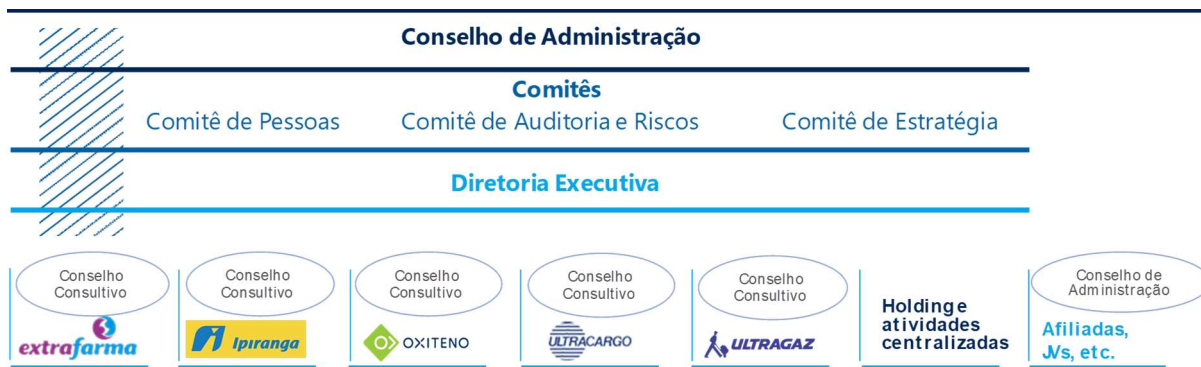 Conselho de Administração
Comitês
Comitê de Pessoas Comitê de Auditoria e Riscos Comitê de Estratégia
Diretoria Executiva
Conselho
Consultivo
extrafarma
Conselho
Consultivo
Ipiranga
Conselho
Consultivo
OXITENO
Conselho
Consultivo
ULTRACARGO
Conselho
Consultivo
ULTRAGAZ
Holding e
atividades
centralizadas
Conselho de
Administração
Afiliadas,
JVs, etc.